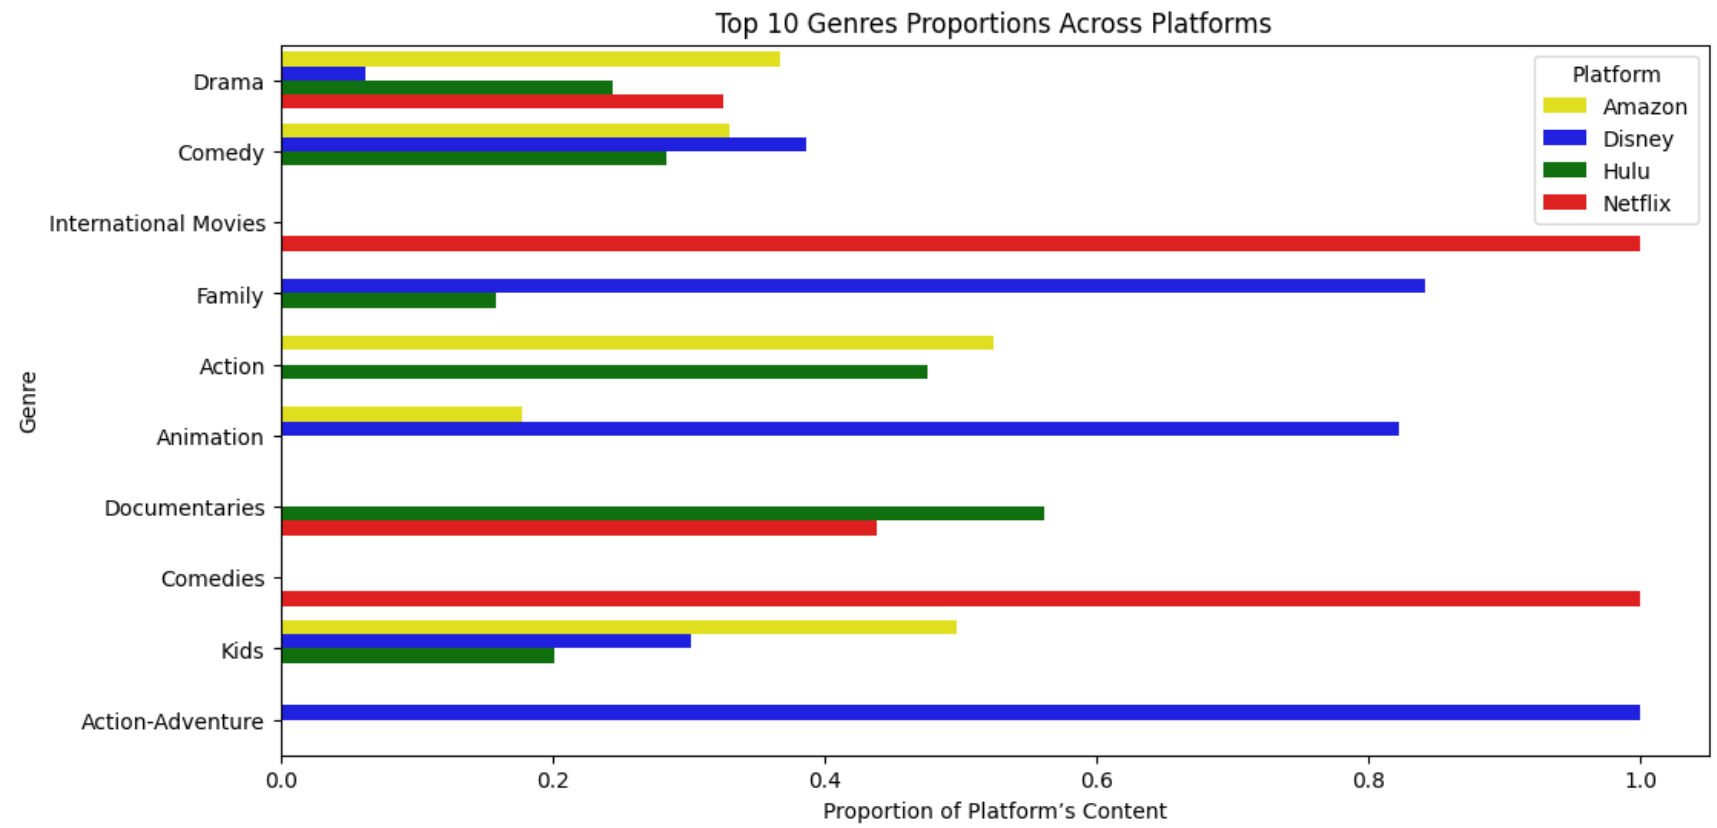 Top 10 Genres Proportions Across Platforms
Platform
Amazon
Disney
Hulu
Netflix
Genre
Drama
Comedy
International Movies
Family
Action
Animation
Documentaries
Comedies
Kids
Action-Adventure
0.0 0.2 0.4 0.6 0.8 1.0
Proportion of Platform’s Content